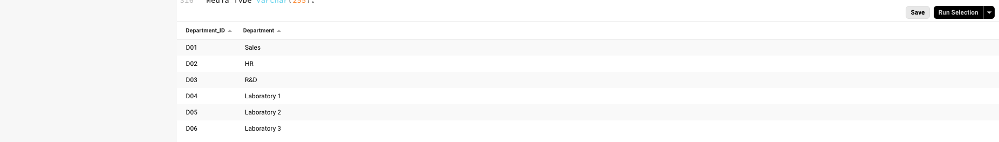 316 Media_Type Varchar(255),
Save Run Selection
Department_ID Department
D01 Sales
D02 HR
D03 R&D
D04 Laboratory 1
D05 Laboratory 2
D06 Laboratory 3